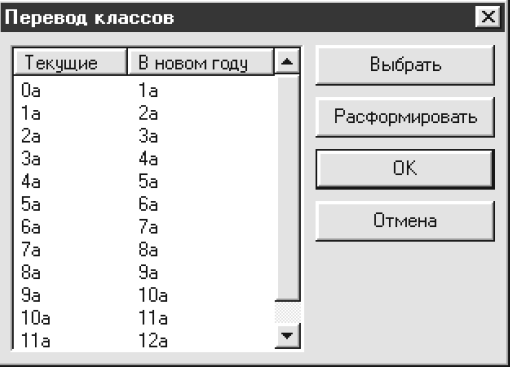 Перевод классов
Текущие В новом году
0а 1а
1а 2а
2а 3а
3а 4а
4а 5а
5а 6а
6а 7а
7а 8а
8а 9а
9а 10а
10а 11а
11а 12а
Выбрать
Расформировать
OK
Отмена